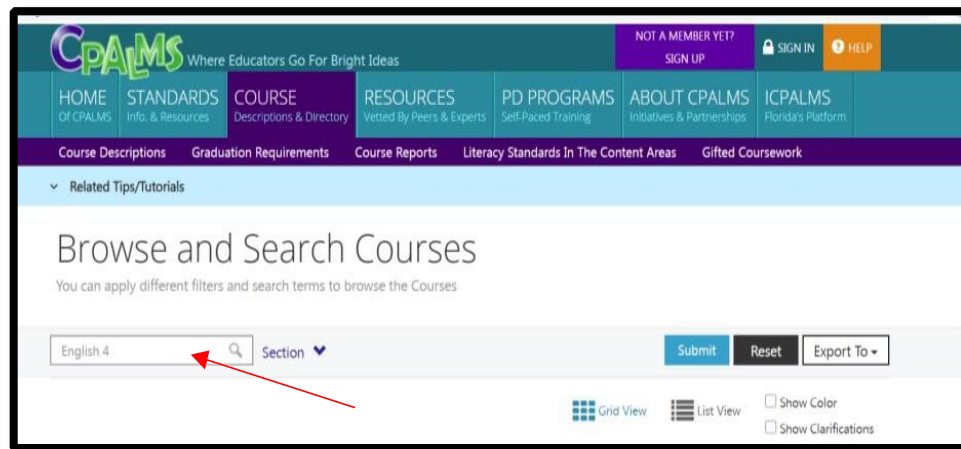 CPALMS Where Educators Go For Bright Ideas
NOT A MEMBER YET?
SIGN UP
SIGN IN
HELP
HOME
Of CPALMS
STANDARDS
Info. & Resources
COURSE
Descriptions & Directory
RESOURCES
Vetted By Peers & Experts
PD PROGRAMS
Self-Paced Training
ABOUT CPALMS
Initiatives & Partnerships
ICPALMS
Florida's Platform
Course Descriptions Graduation Requirements Course Reports Literacy Standards In The Content Areas Gifted Coursework
Related Tips/Tutorials
Browse and Search Courses
You can apply different filters and search terms to browse the Courses
English 4 Section Submit Reset Export To
Grid View List View Show Color
Show Clarifications